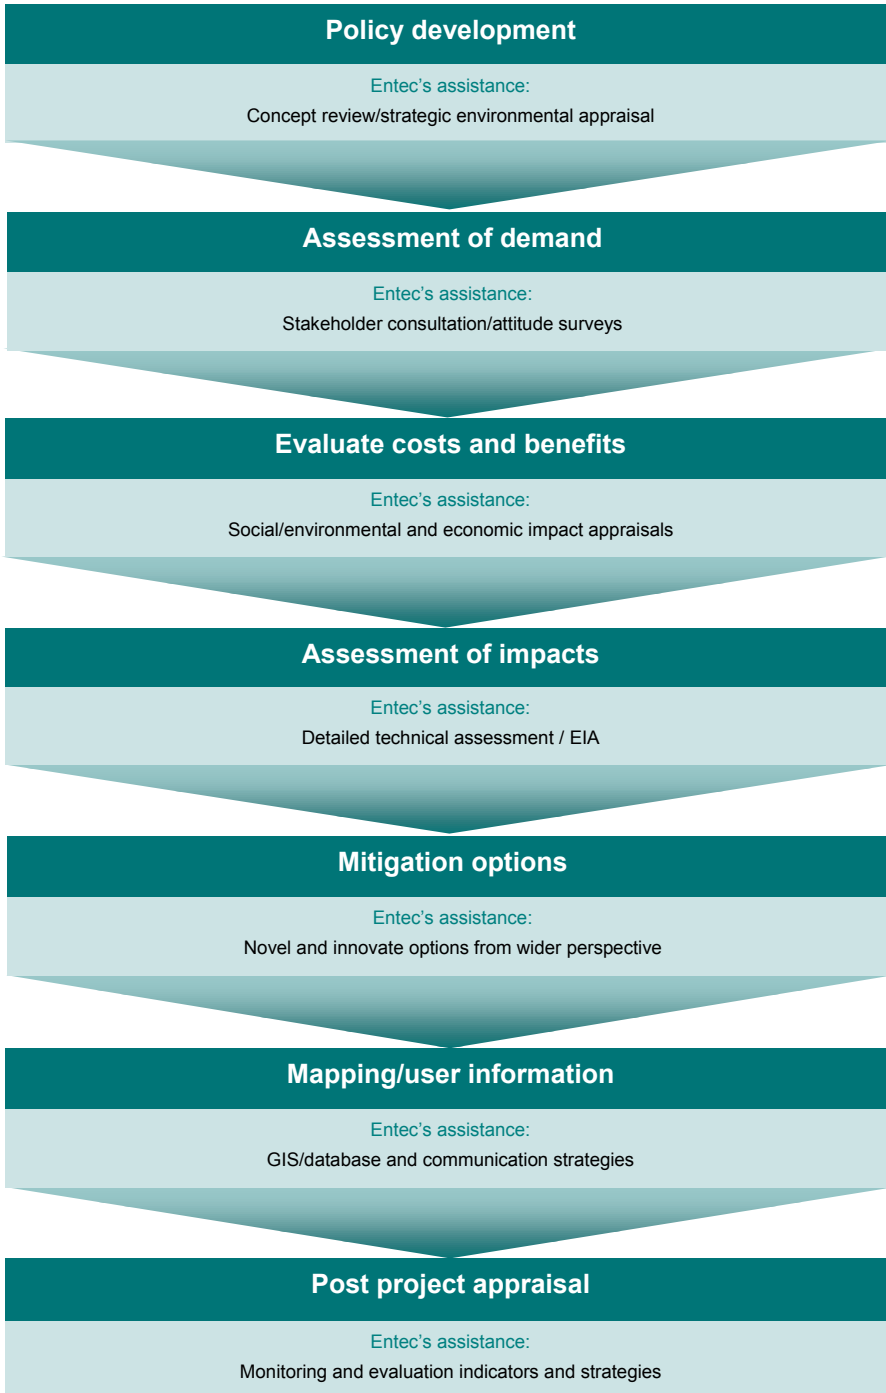 Policy development
Entec’s assistance:
Concept review/strategic environmental appraisal
Assessment of demand
Entec’s assistance:
Stakeholder consultation/attitude surveys
Evaluate costs and benefits
Entec’s assistance:
Social/environmental and economic impact appraisals
Assessment of impacts
Entec’s assistance:
Detailed technical assessment / EIA
Mitigation options
Entec’s assistance:
Novel and innovate options from wider perspective
Mapping/user information
Entec’s assistance:
GIS/database and communication strategies
Post project appraisal
Entec’s assistance:
Monitoring and evaluation indicators and strategies